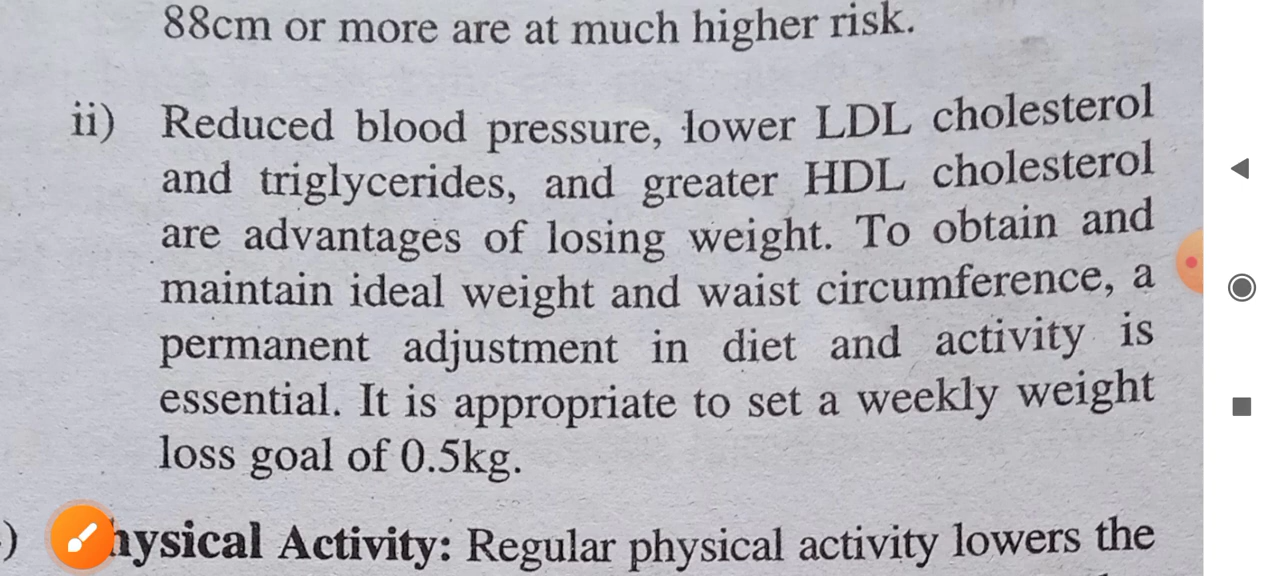 88cm or more are at much higher risk.
ii) Reduced blood pressure, lower LDL cholesterol
and triglycerides, and greater HDL cholesterol
are advantages of losing weight. To obtain and
maintain ideal weight and waist circumference, a
permanent adjustment in diet and activity is
essential. It is appropriate to set a weekly weight
loss goal of 0.5kg.
) hysical Activity: Regular physical activity lowers the